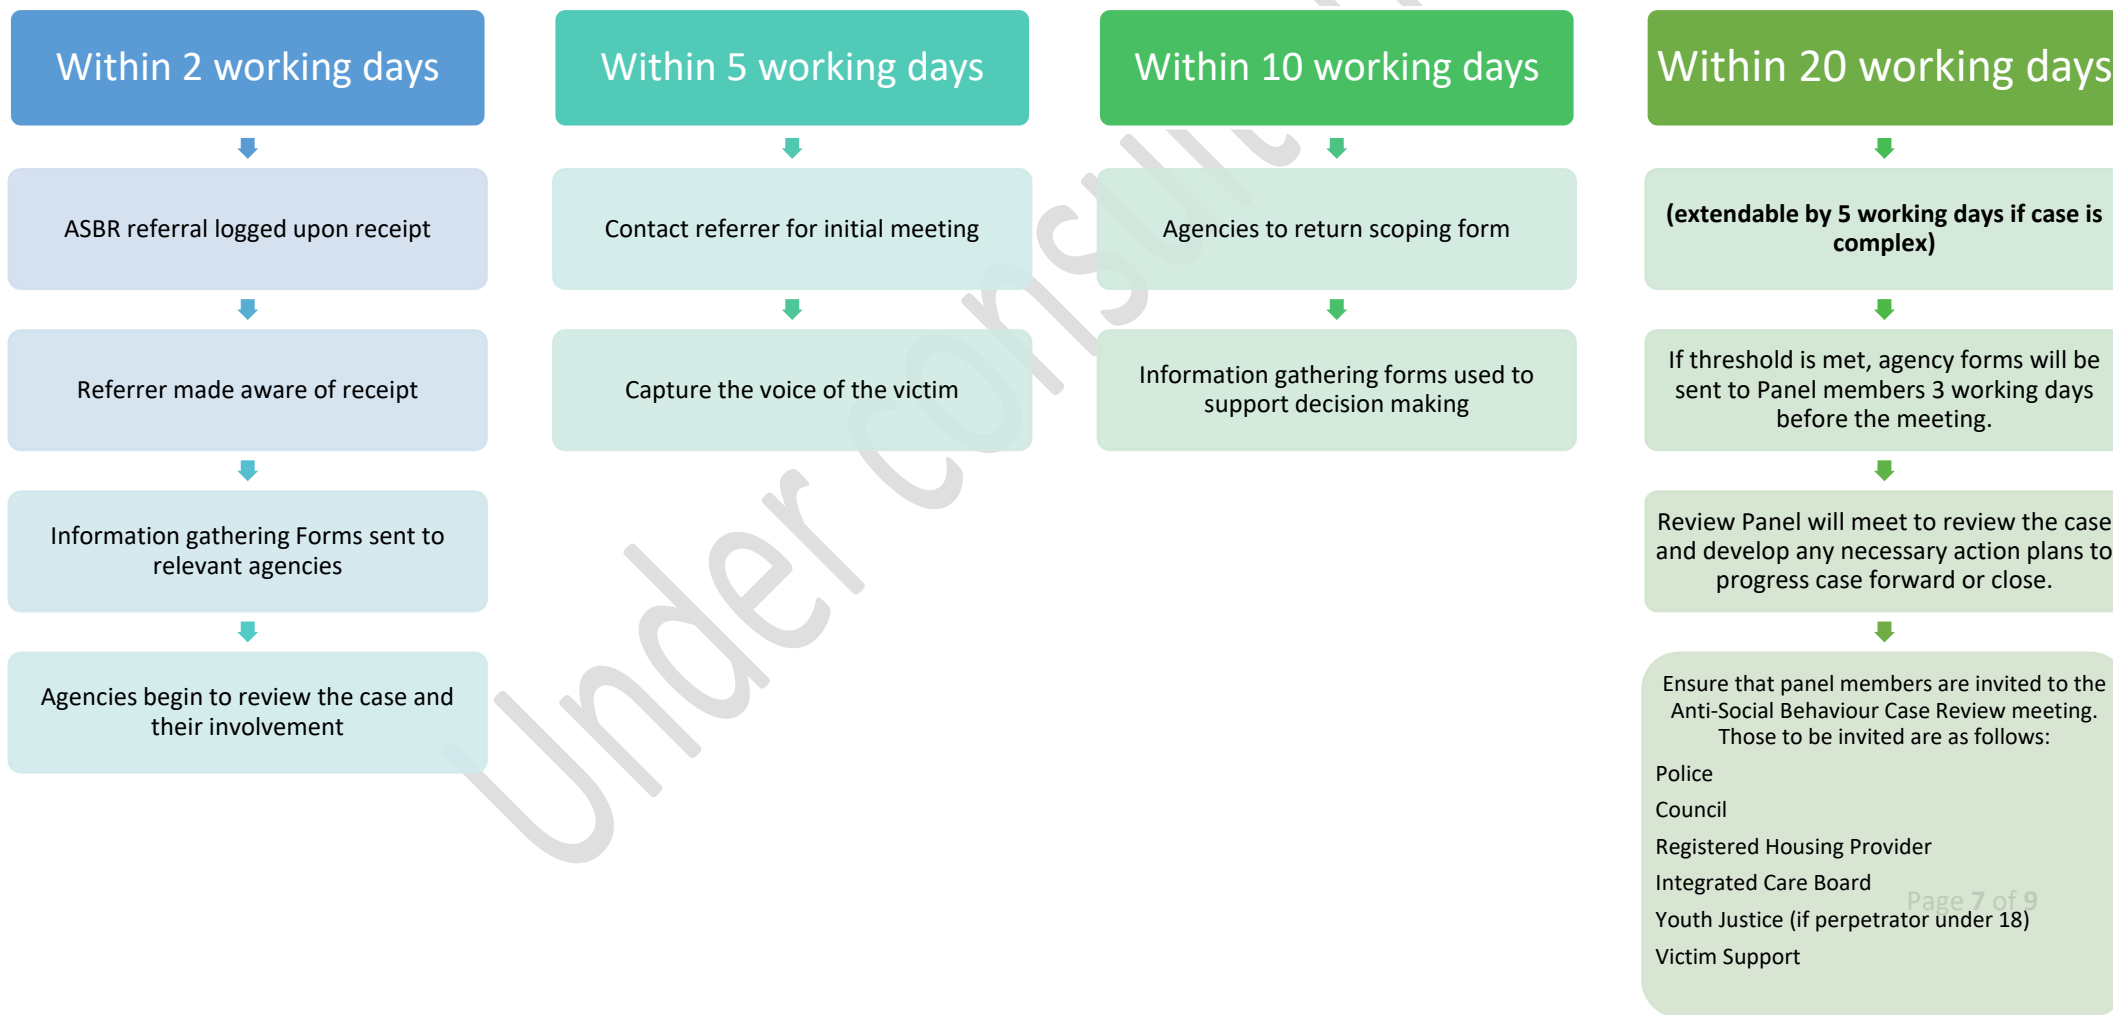 Within 2 working days
ASBR referral logged upon receipt
Referrer made aware of receipt
Information gathering Forms sent to
relevant agencies
Agencies begin to review the case and
their involvement
Within 5 working days
Contact referrer for initial meeting
Capture the voice of the victim
Within 10 working days
Agencies to return scoping form
Information gathering forms used to
support decision making
Within 20 working days
(extendable by 5 working days if case is
complex)
If threshold is met, agency forms will be
sent to Panel members 3 working days
before the meeting.
Review Panel will meet to review the case
and develop any necessary action plans to
progress case forward or close.
Ensure that panel members are invited to the
Anti-Social Behaviour Case Review meeting.
Those to be invited are as follows:
Police
Council
Registered Housing Provider
Integrated Care Board
Youth Justice (if perpetrator under 18)
Victim Support
Page 7 of 9
Under consul